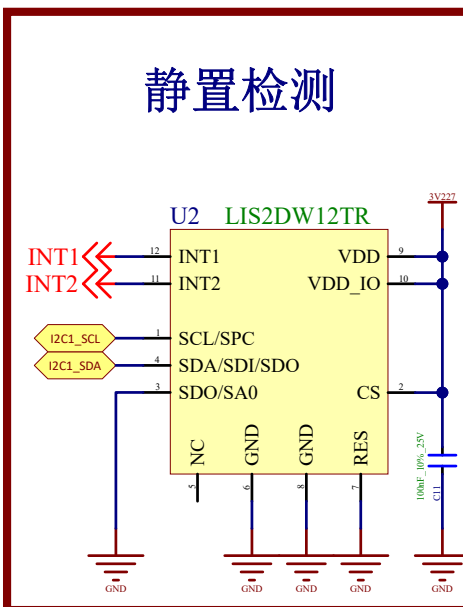 静置检测
3V227
U2 LIS2DW12TR
INT1 12 INT1 VDD 9
INT2 11 INT2 VDD_IO 10
I2C1_SCL 1 SCL/SPC
I2C1_SDA 4 SDA/SDI/SDO
3 SDO/SA0 CS 2
NC GND GND RES
5 6 8 7
100nF_10%_25V
C11
GND GND GND GND GND